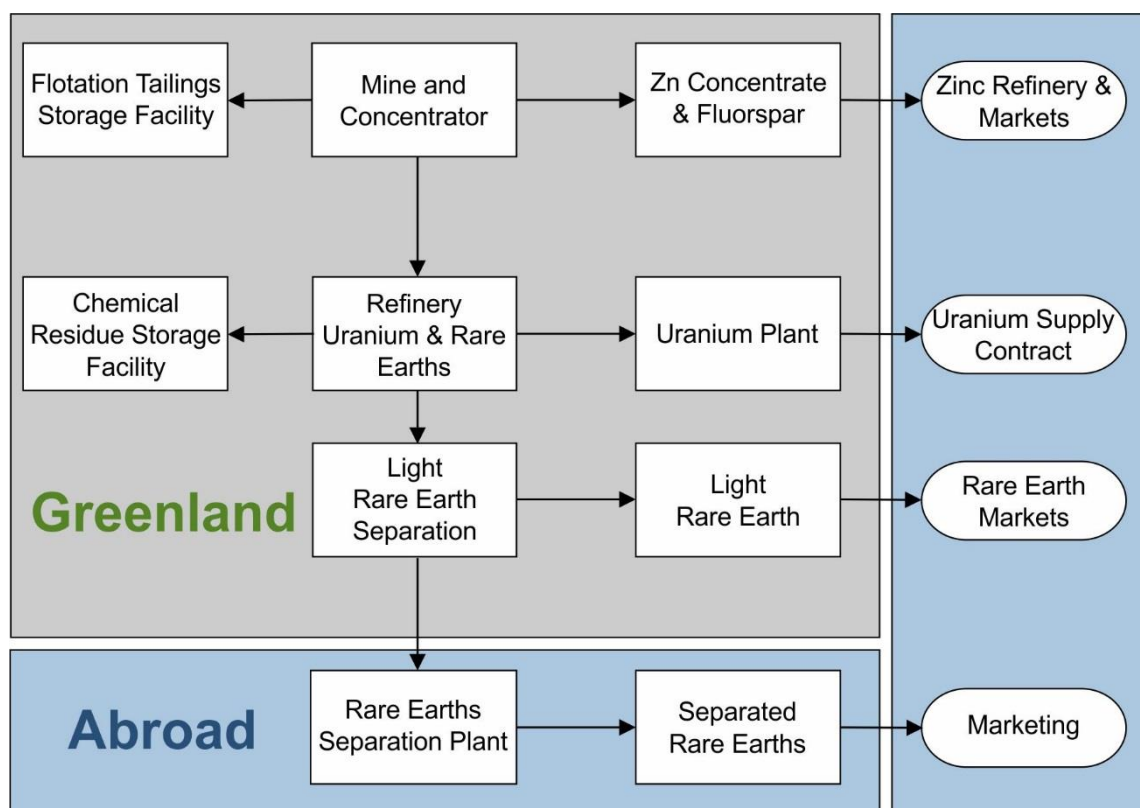 Flotation Tailings
Storage Facility
Mine and
Concentrator
Zn Concentrate
& Fluorspar
Zinc Refinery &
Markets
Chemical
Residue Storage
Facility
Refinery
Uranium & Rare
Earths
Uranium Plant
Uranium Supply
Contract
Greenland
Light
Rare Earth
Separation
Light
Rare Earth
Rare Earth
Markets
Abroad
Rare Earths
Separation Plant
Separated
Rare Earths
Marketing